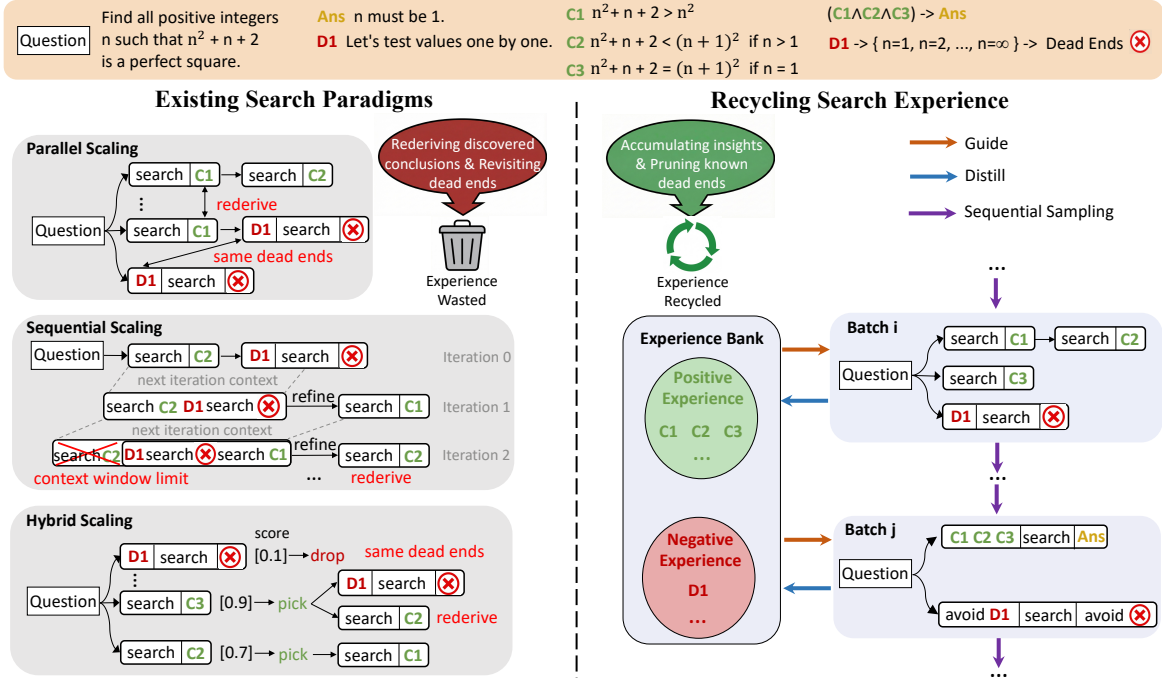 Question
Find all positive integers
n such that n² + n + 2
is a perfect square.
Ans n must be 1.
D1 Let's test values one by one.
C1 n²+ n + 2 > n²
C2 n²+ n + 2 < (n + 1)² if n > 1
C3 n²+ n + 2 = (n + 1)² if n = 1
(C1∧C2∧C3) -> Ans
D1 -> { n=1, n=2, ..., n=∞ } -> Dead Ends
Existing Search Paradigms
Parallel Scaling
search C1
search C2
...
rederive
Question
search C1
D1 search
same dead ends
D1 search
Rederiving discovered
conclusions & Revisiting
dead ends
Experience
Wasted
Sequential Scaling
Question
search C2
D1 search
Iteration 0
next iteration context
search C2 D1 search
refine
search C1
Iteration 1
next iteration context
search C2 D1 search search C1
refine
search C2
Iteration 2
context window limit
...
rederive
Hybrid Scaling
score
D1 search
[0.1]
drop
same dead ends
...
Question
search C3
[0.9]
pick
D1 search
search C2
rederive
search C2
[0.7]
pick
search C1
Recycling Search Experience
Accumulating insights
& Pruning known
dead ends
Experience
Recycled
Guide
Distill
Sequential Sampling
Experience Bank
Positive
Experience
C1 C2 C3
...
Negative
Experience
D1
...
...
Batch i
Question
search C1
search C2
search C3
D1 search
...
Batch j
Question
C1 C2 C3 search Ans
avoid D1 search avoid
...